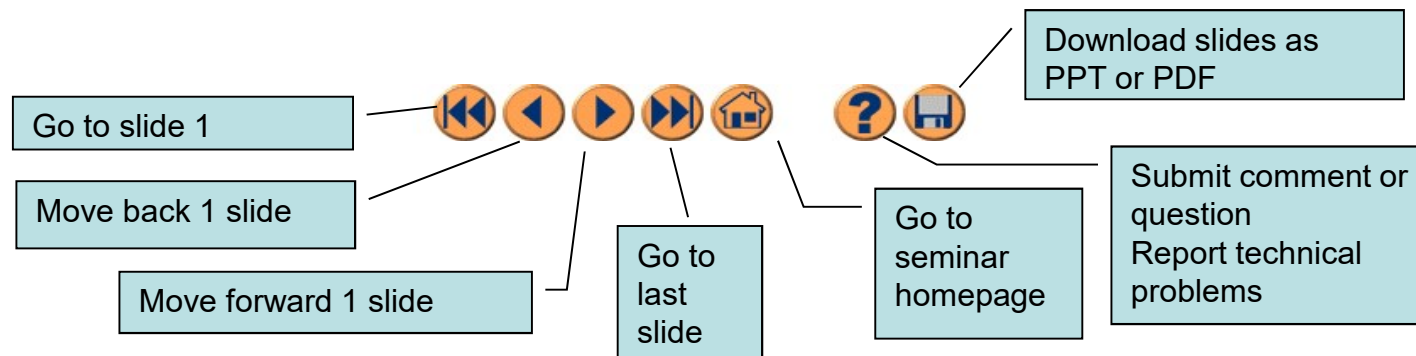 Download slides as
PPT or PDF
Go to slide 1
Move back 1 slide
Move forward 1 slide
Go to
last
slide
Go to
seminar
homepage
?
Submit comment or
question
Report technical
problems